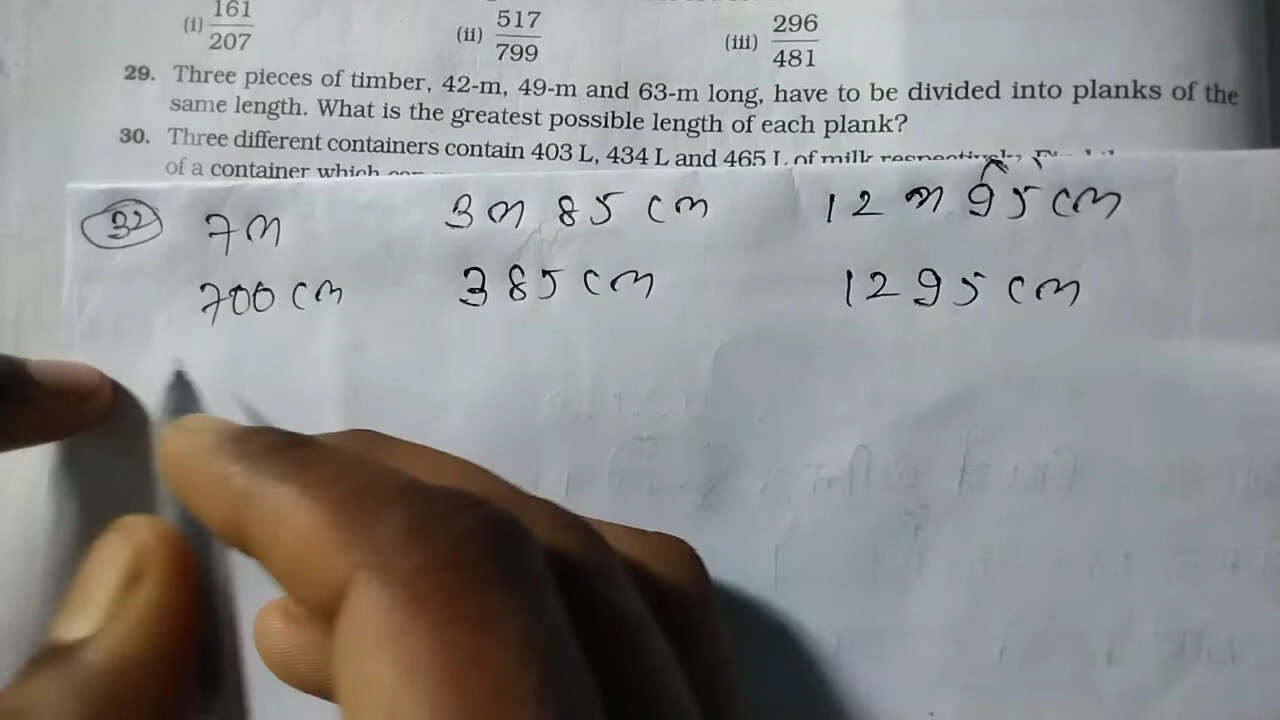 (i) 161/207 (ii) 517/799 (iii) 296/481
29. Three pieces of timber, 42-m, 49-m and 63-m long, have to be divided into planks of the
same length. What is the greatest possible length of each plank?
30. Three different containers contain 403 L, 434 L and 465 L of milk respectively.
of a container which
32 7m 3m 85 cm 12 m 95 cm
700 cm 385 cm 1295 cm